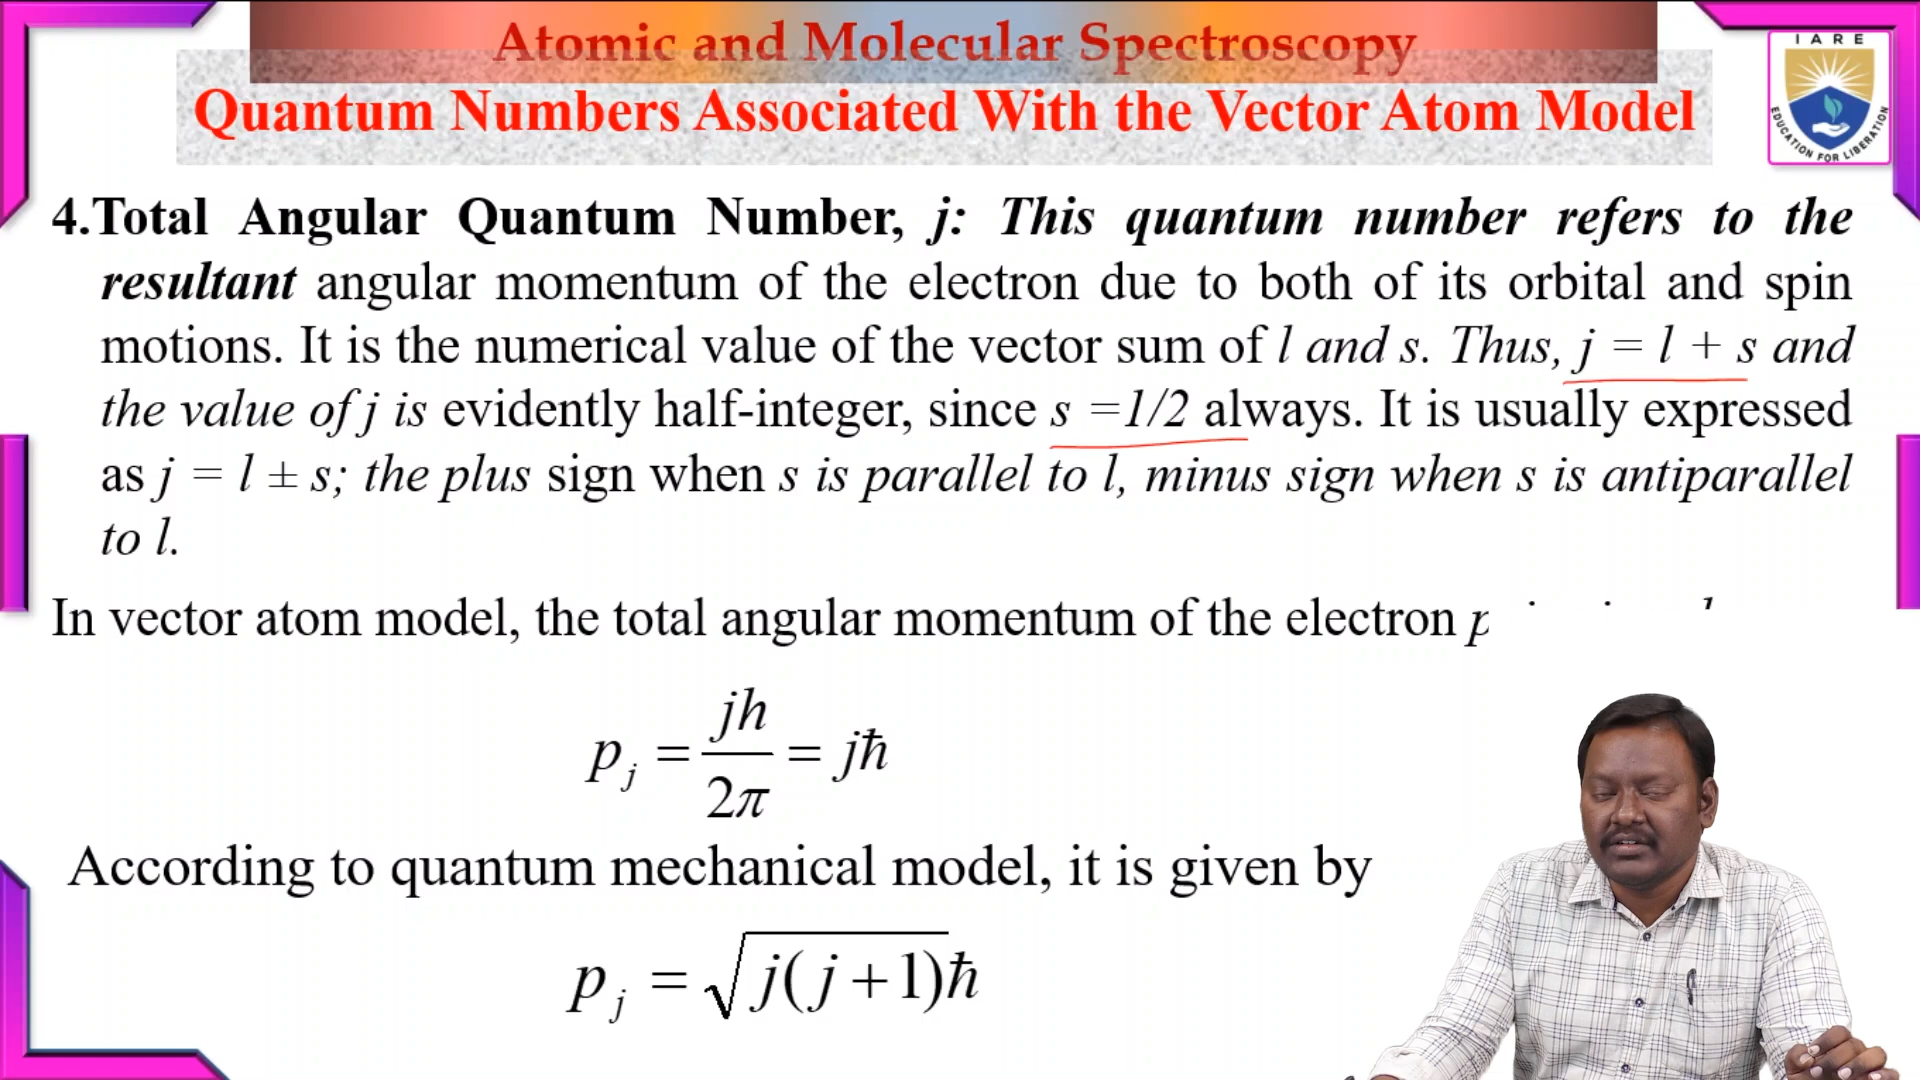 Atomic and Molecular Spectroscopy
Quantum Numbers Associated With the Vector Atom Model
IARE
EDUCATION FOR LIBERATION
4.Total Angular Quantum Number, j: This quantum number refers to the
resultant angular momentum of the electron due to both of its orbital and spin
motions. It is the numerical value of the vector sum of l and s. Thus, j = l + s and
the value of j is evidently half-integer, since s =1/2 always. It is usually expressed
as j = l ± s; the plus sign when s is parallel to l, minus sign when s is antiparallel
to l.
In vector atom model, the total angular momentum of the electron p
p_j = jh/2π = jħ
According to quantum mechanical model, it is given by
p_j = √j(j+1)ħ